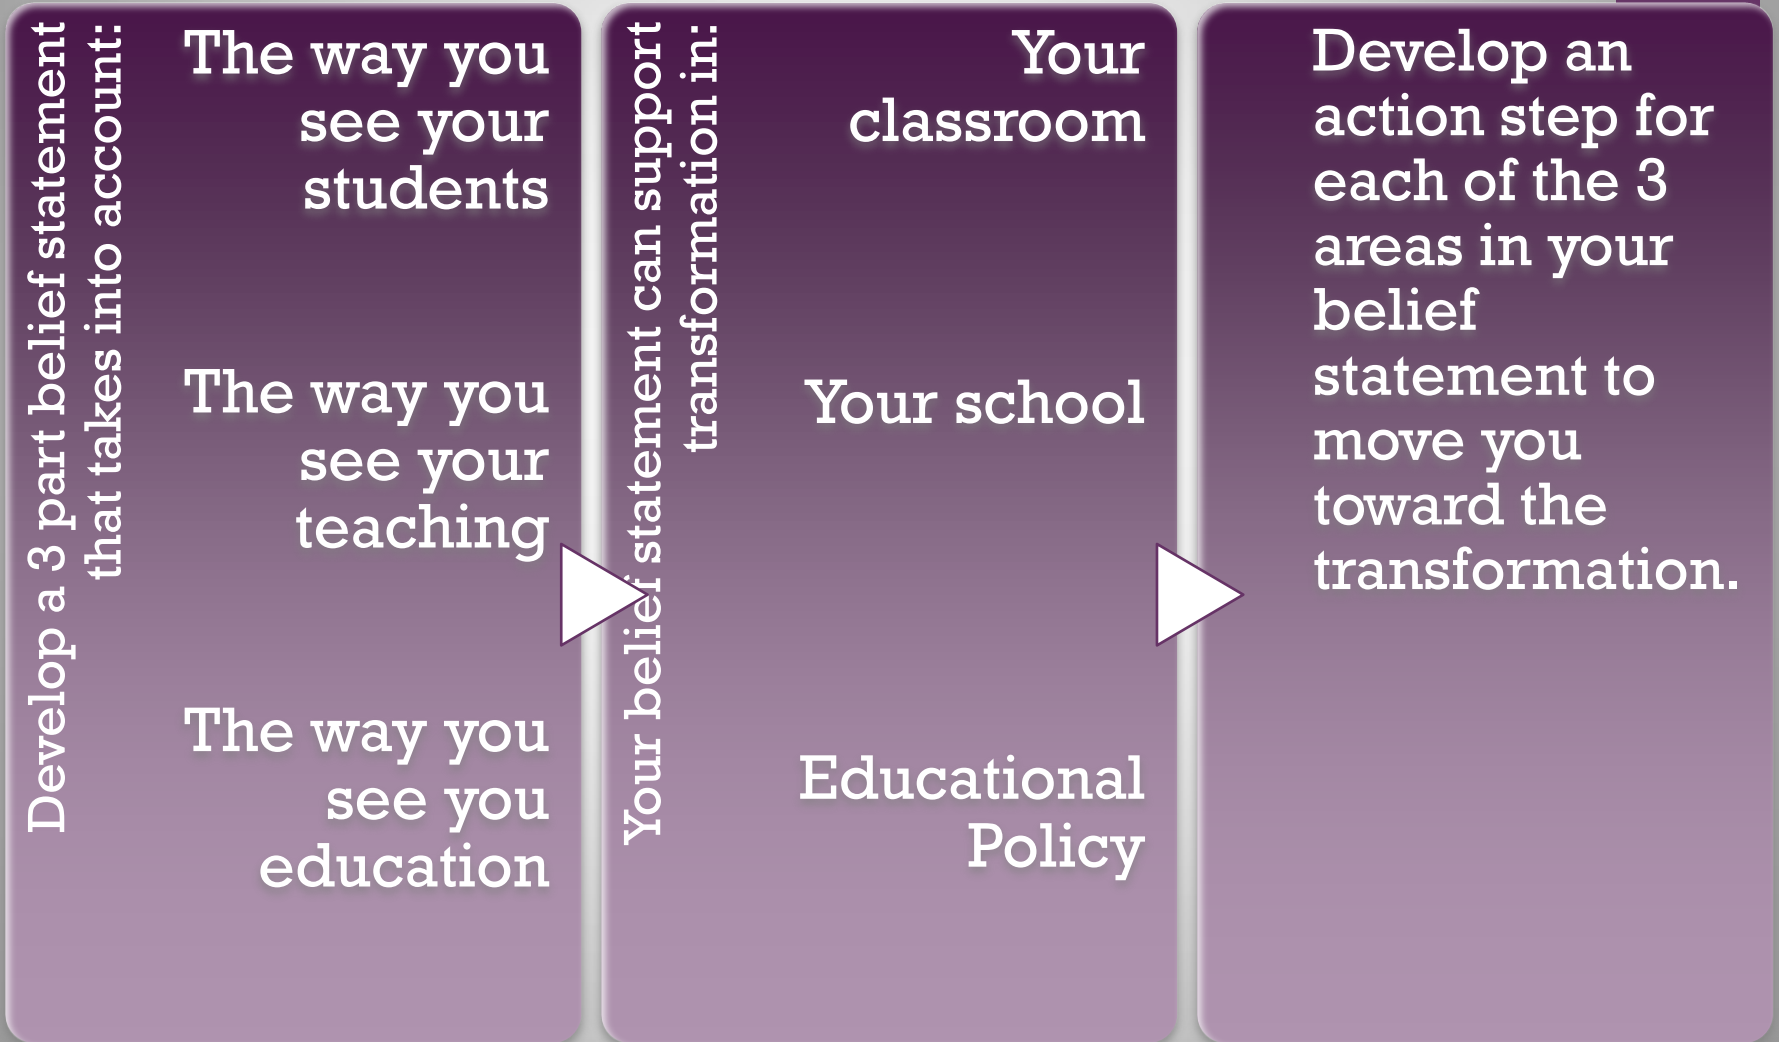 Develop a 3 part belief statement
that takes into account:
The way you
see your
students
The way you
see your
teaching
The way you
see you
education
Your belief statement can support
transformation in:
Your
classroom
Your school
Educational
Policy
Develop an
action step for
each of the 3
areas in your
belief
statement to
move you
toward the
transformation.